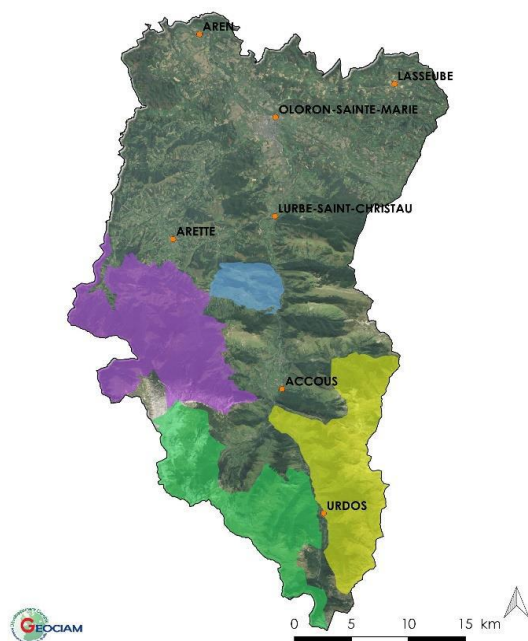 AREN
LASSEUBE
OLORON-SAINTE-MARIE
LURBE-SAINT-CHRISTAU
ARETTE
ACCOUS
URDOS
GEOCIAM
0 5 10 15 km